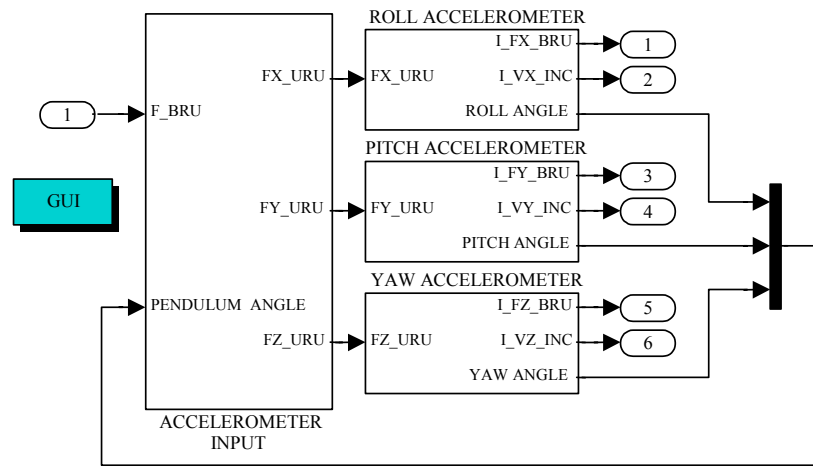 ROLL ACCELEROMETER
I_FX_BRU
1
FX_URU
FX_URU
I_VX_INC
2
1
F_BRU
ROLL ANGLE
PITCH ACCELEROMETER
I_FY_BRU
3
GUI
FY_URU
FY_URU
I_VY_INC
4
PITCH ANGLE
YAW ACCELEROMETER
PENDULUM ANGLE
I_FZ_BRU
5
FZ_URU
FZ_URU
I_VZ_INC
6
YAW ANGLE
ACCELEROMETER
INPUT